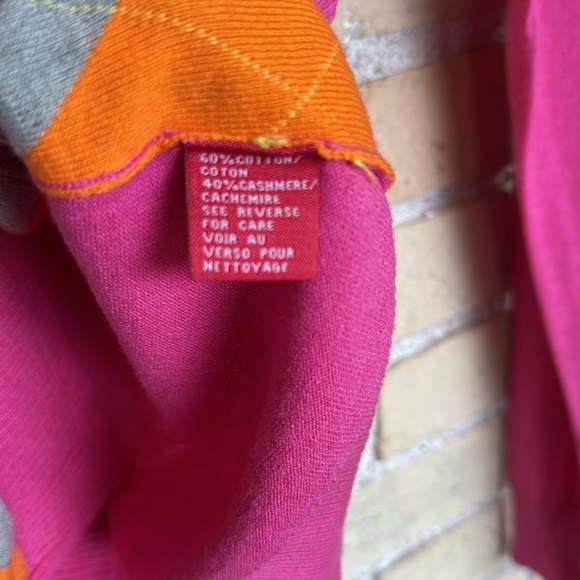 60%COTTON/
COTON
40%CASHMERE/
CACHEMIRE
SEE REVERSE
FOR CARE
VOIR AU
VERSO POUR
NETTOYAGE